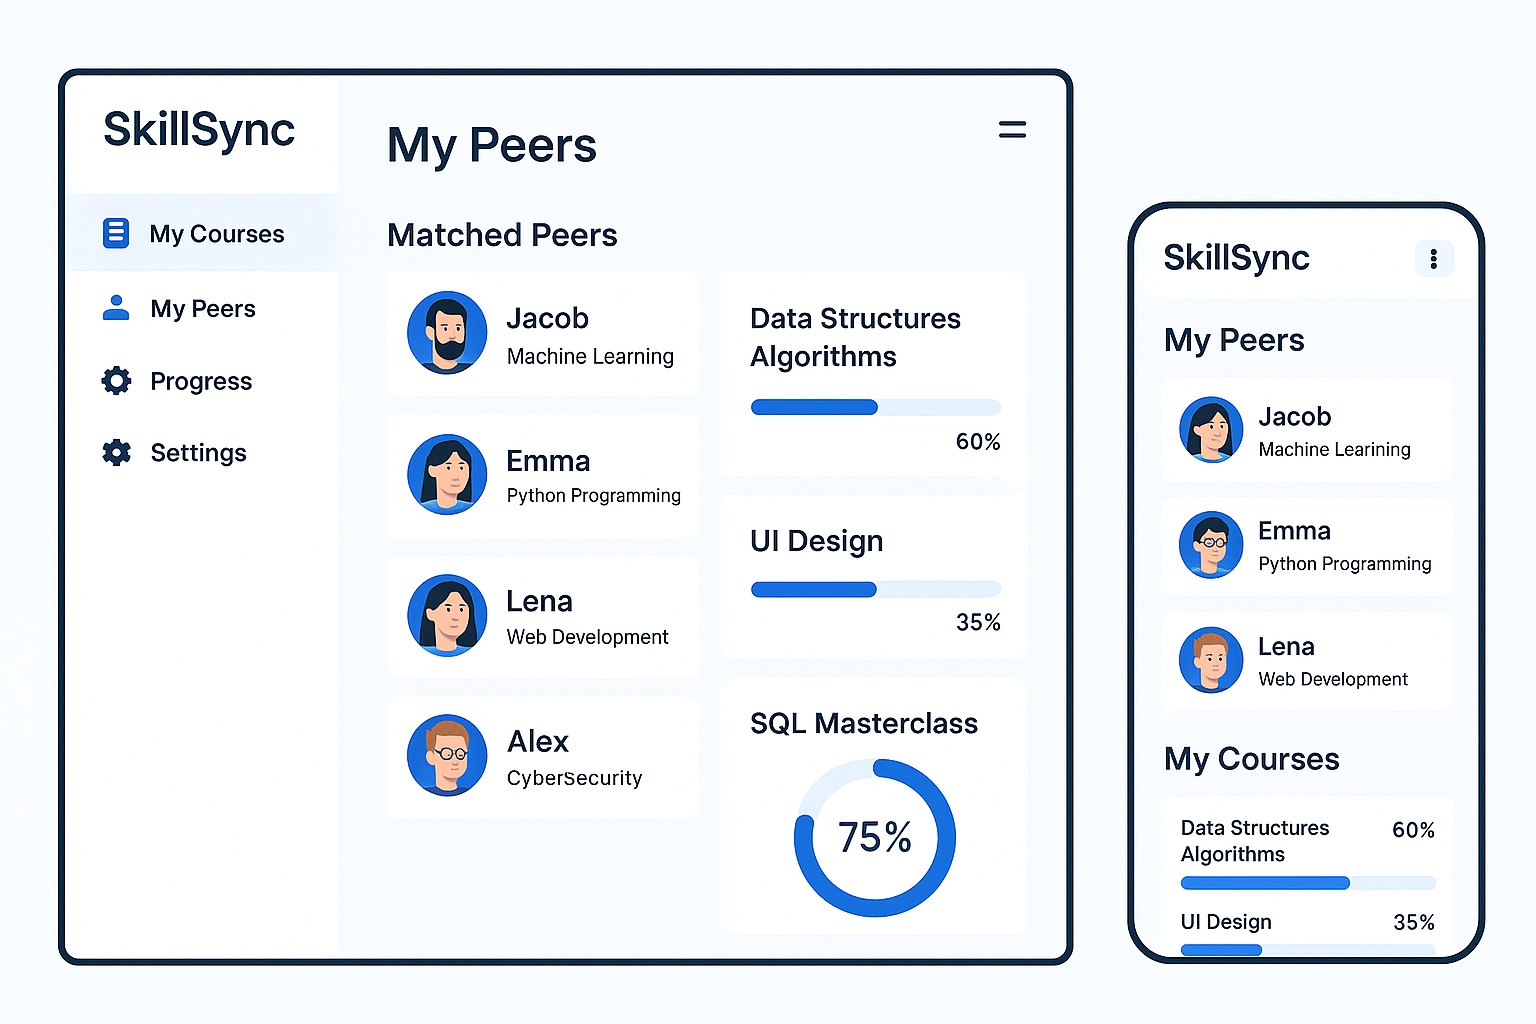 SkillSync
My Courses
My Peers
Progress
Settings
My Peers
Matched Peers
Jacob
Machine Learning
Emma
Python Programming
Lena
Web Development
Alex
CyberSecurity
Data Structures
Algorithms
60%
UI Design
35%
SQL Masterclass
75%
SkillSync
My Peers
Jacob
Machine Learining
Emma
Python Programming
Lena
Web Development
My Courses
Data Structures
Algorithms
60%
UI Design
35%